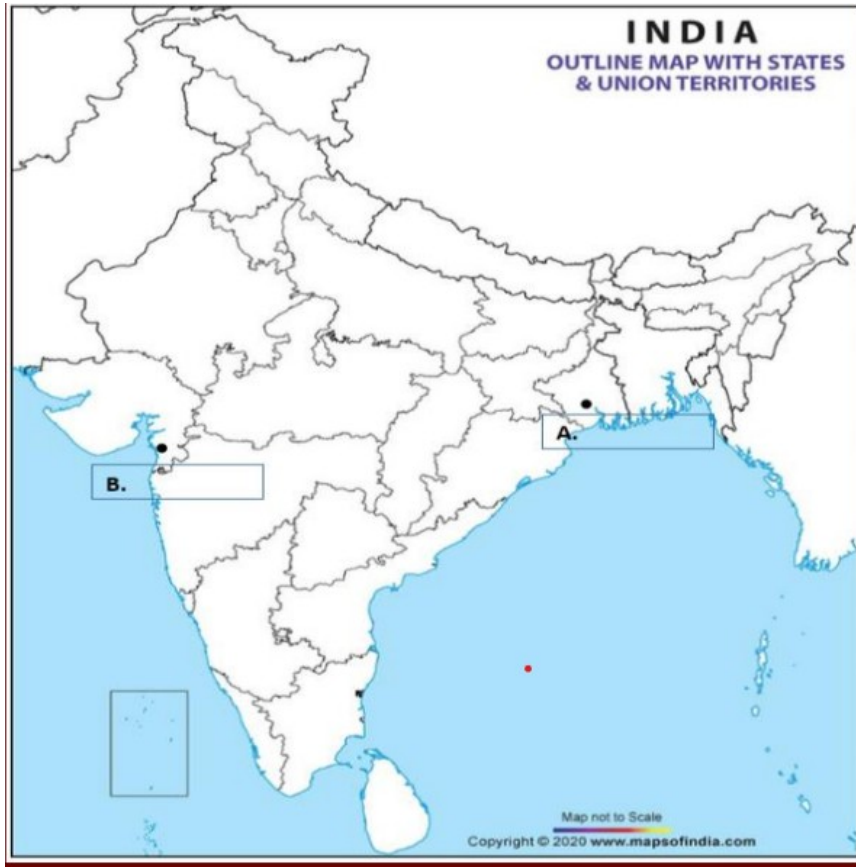 INDIA
OUTLINE MAP WITH STATES
& UNION TERRITORIES
A.
B.
Map not to Scale
Copyright © 2020 www.mapsofindia.com